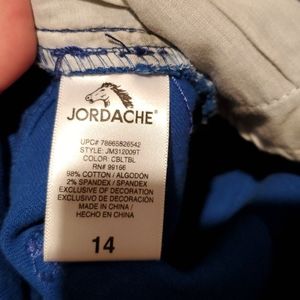 JORDACHE®
UPC# 78665826542
STYLE: JM312009T
COLOR: CBLTBL
RN# 99166
98% COTTON / ALGODÓN
2% SPANDEX / SPANDEX
EXCLUSIVE OF DECORATION
EXCLUSIVO DE DECORACIÓN
MADE IN CHINA /
HECHO EN CHINA
14